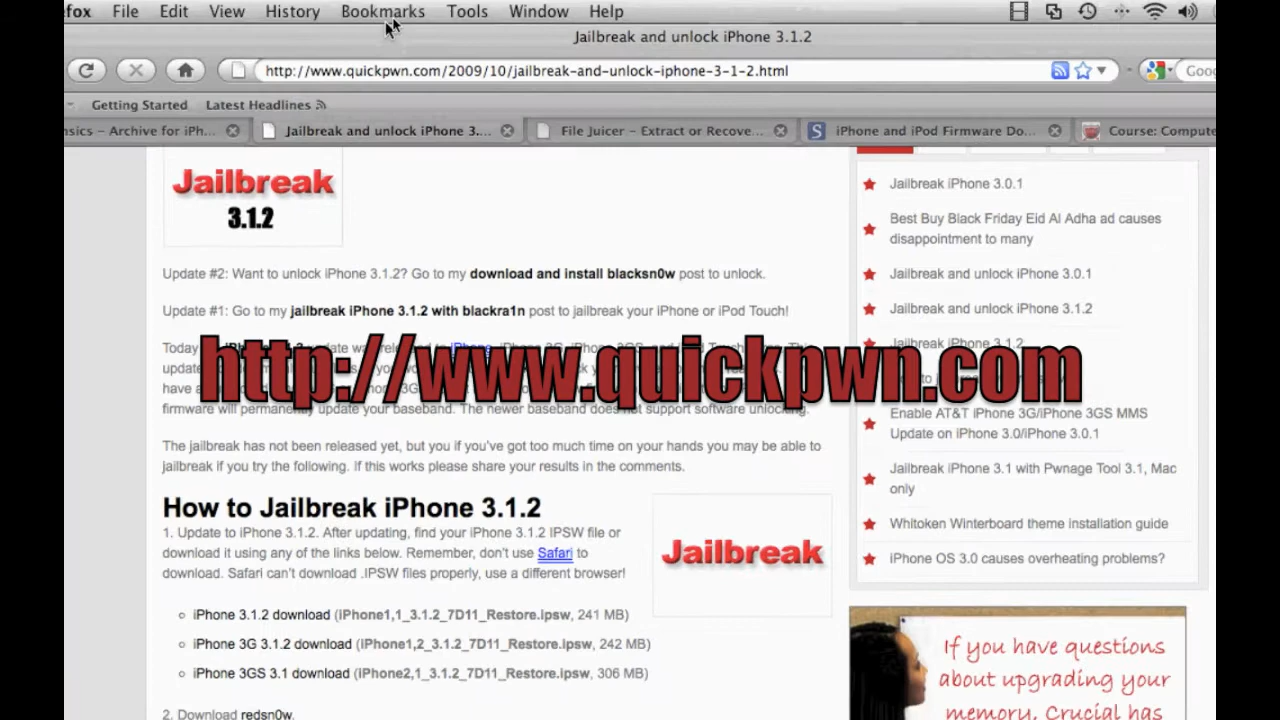 fox File Edit View History Bookmarks Tools Window Help
Jailbreak and unlock iPhone 3.1.2
http://www.quickpwn.com/2009/10/jailbreak-and-unlock-iphone-3-1-2.html
Goo
Getting Started Latest Headlines
nsics – Archive for iPh... Jailbreak and unlock iPhone 3.... File Juicer – Extract or Recove... S iPhone and iPod Firmware Do... Course: Compute
Jailbreak
3.1.2
Update #2: Want to unlock iPhone 3.1.2? Go to my download and install blacksn0w post to unlock.
Update #1: Go to my jailbreak iPhone 3.1.2 with blackra1n post to jailbreak your iPhone or iPod Touch!
Today
http://www.quickpwn.com
firmware will permanently update your baseband. The newer baseband does not support software unlocking.
The jailbreak has not been released yet, but you if you've got too much time on your hands you may be able to
jailbreak if you try the following. If this works please share your results in the comments.
How to Jailbreak iPhone 3.1.2
1. Update to iPhone 3.1.2. After updating, find your iPhone 3.1.2 IPSW file or
download it using any of the links below. Remember, don't use Safari to
download. Safari can't download .IPSW files properly, use a different browser!
Jailbreak
iPhone 3.1.2 download (iPhone1,1_3.1.2_7D11_Restore.ipsw, 241 MB)
iPhone 3G 3.1.2 download (iPhone1,2_3.1.2_7D11_Restore.ipsw, 242 MB)
iPhone 3GS 3.1 download (iPhone2,1_3.1.2_7D11_Restore.ipsw, 306 MB)
2. Download redsn0w.
Jailbreak iPhone 3.0.1
Best Buy Black Friday Eid Al Adha ad causes
disappointment to many
Jailbreak and unlock iPhone 3.0.1
Jailbreak and unlock iPhone 3.1.2
Jailbreak iPhone 3.1.2
Enable AT&T iPhone 3G/iPhone 3GS MMS
Update on iPhone 3.0/iPhone 3.0.1
Jailbreak iPhone 3.1 with Pwnage Tool 3.1, Mac
only
Whitoken Winterboard theme installation guide
iPhone OS 3.0 causes overheating problems?
If you have questions
about upgrading your
memory, Crucial has